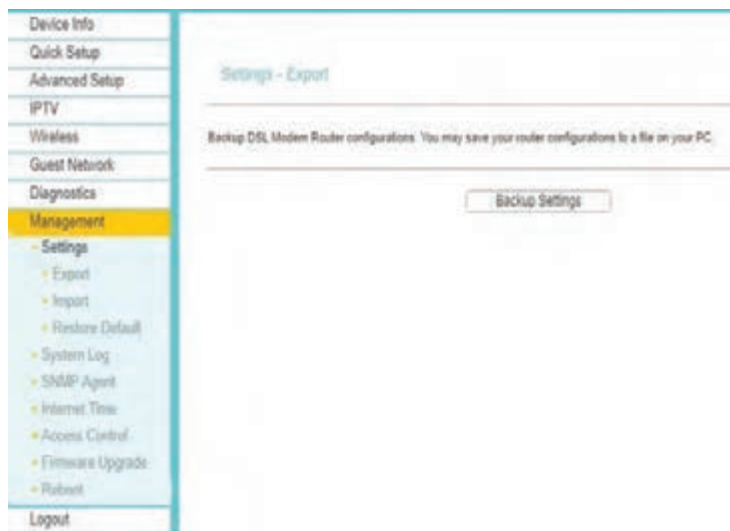 Device Info
Quick Setup
Advanced Setup
IPTV
Wireless
Guest Network
Diagnostics
Management
Settings
Export
Import
Restore Default
System Log
SNMP Agent
Internet Time
Access Control
Firmware Upgrade
Reboot
Logout
Settings - Export
Backup DSL Modem Router configurations. You may save your router configurations to a file on your PC.
Backup Settings